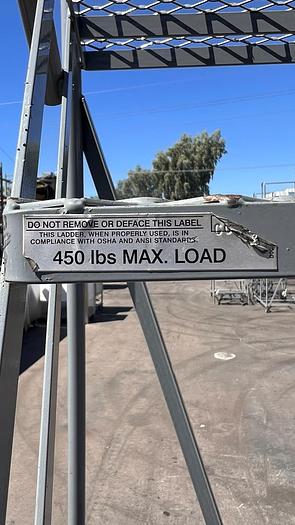 DO NOT REMOVE OR DEFACE THIS LABEL
THIS LADDER, WHEN PROPERLY USED, IS IN
COMPLIANCE WITH OSHA AND ANSI STANDARDS
450 lbs MAX. LOAD